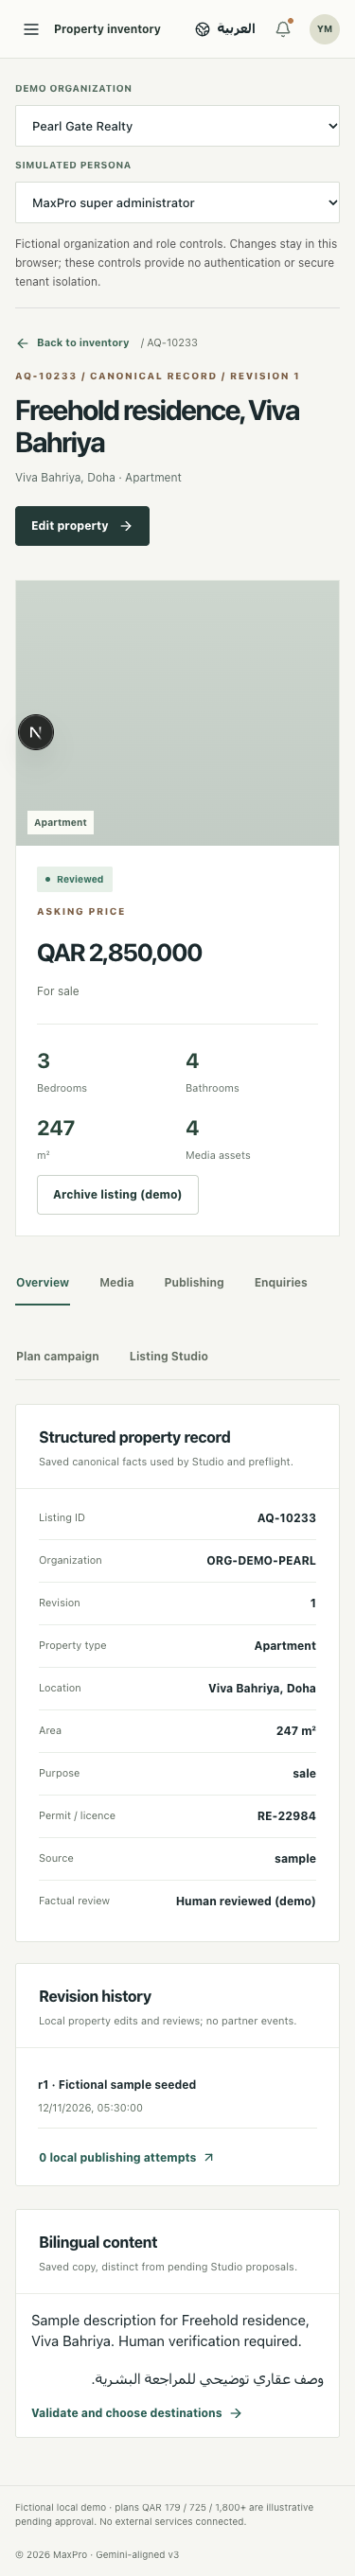 Property inventory
العربية
YM
DEMO ORGANIZATION
Pearl Gate Realty
SIMULATED PERSONA
MaxPro super administrator
Fictional organization and role controls. Changes stay in this
browser; these controls provide no authentication or secure
tenant isolation.
Back to inventory / AQ-10233
AQ-10233 / CANONICAL RECORD / REVISION 1
Freehold residence, Viva
Bahriya
Viva Bahriya, Doha · Apartment
Edit property
N
Apartment
Reviewed
ASKING PRICE
QAR 2,850,000
For sale
3
Bedrooms
4
Bathrooms
247
m²
4
Media assets
Archive listing (demo)
Overview Media Publishing Enquiries
Plan campaign Listing Studio
Structured property record
Saved canonical facts used by Studio and preflight.
Listing ID AQ-10233
Organization ORG-DEMO-PEARL
Revision 1
Property type Apartment
Location Viva Bahriya, Doha
Area 247 m²
Purpose sale
Permit / licence RE-22984
Source sample
Factual review Human reviewed (demo)
Revision history
Local property edits and reviews; no partner events.
r1 · Fictional sample seeded
12/11/2026, 05:30:00
0 local publishing attempts
Bilingual content
Saved copy, distinct from pending Studio proposals.
Sample description for Freehold residence,
Viva Bahriya. Human verification required.
وصف عقاري توضيحي للمراجعة البشرية.
Validate and choose destinations
Fictional local demo · plans QAR 179 / 725 / 1,800+ are illustrative
pending approval. No external services connected.
© 2026 MaxPro · Gemini-aligned v3